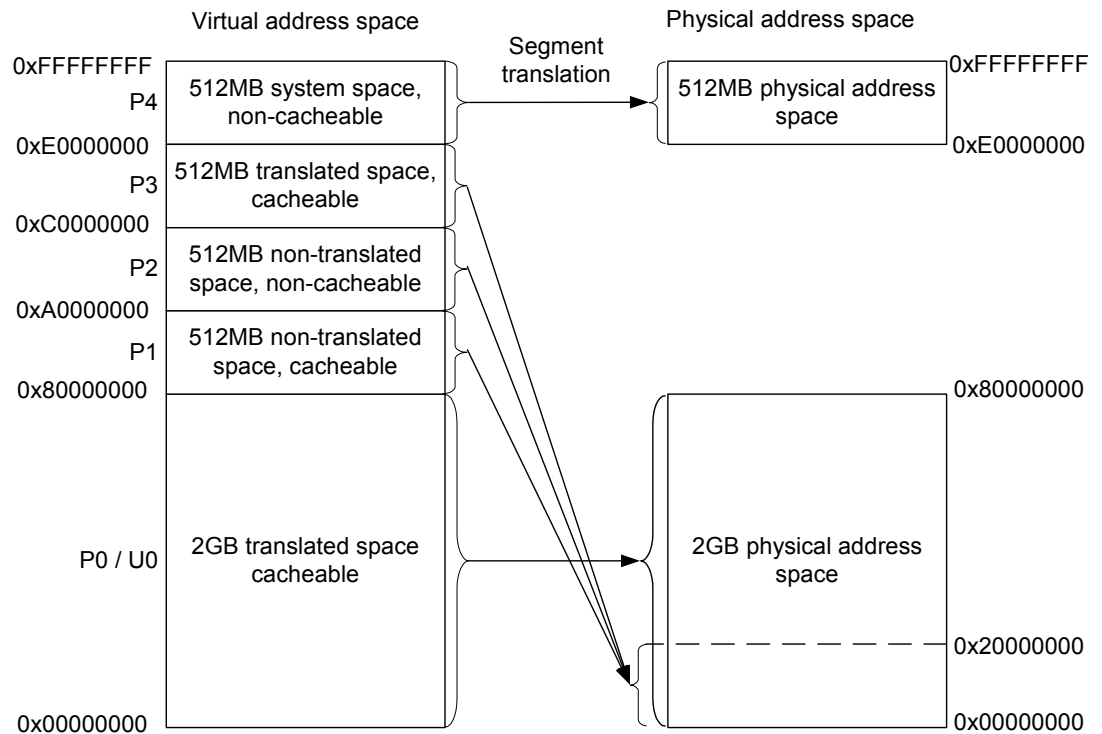 Virtual address space
Physical address space
Segment
translation
0xFFFFFFFF
0xFFFFFFFF
P4
512MB system space,
non-cacheable
512MB physical address
space
0xE0000000
0xE0000000
P3
512MB translated space,
cacheable
0xC0000000
P2
512MB non-translated
space, non-cacheable
0xA0000000
P1
512MB non-translated
space, cacheable
0x80000000
0x80000000
P0 / U0
2GB translated space
cacheable
2GB physical address
space
0x20000000
0x00000000
0x00000000